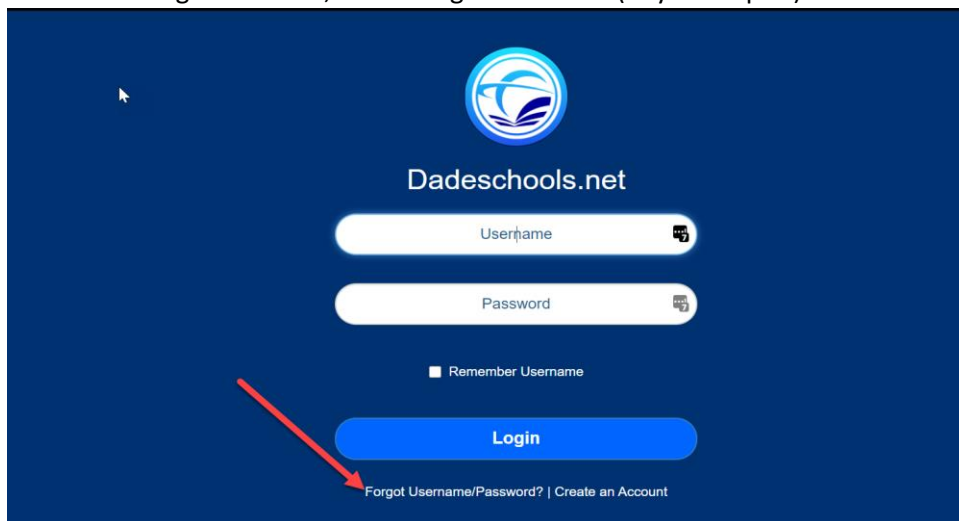 Dadeschools.net
Username
Password
Remember Username
Login
Forgot Username/Password? | Create an Account